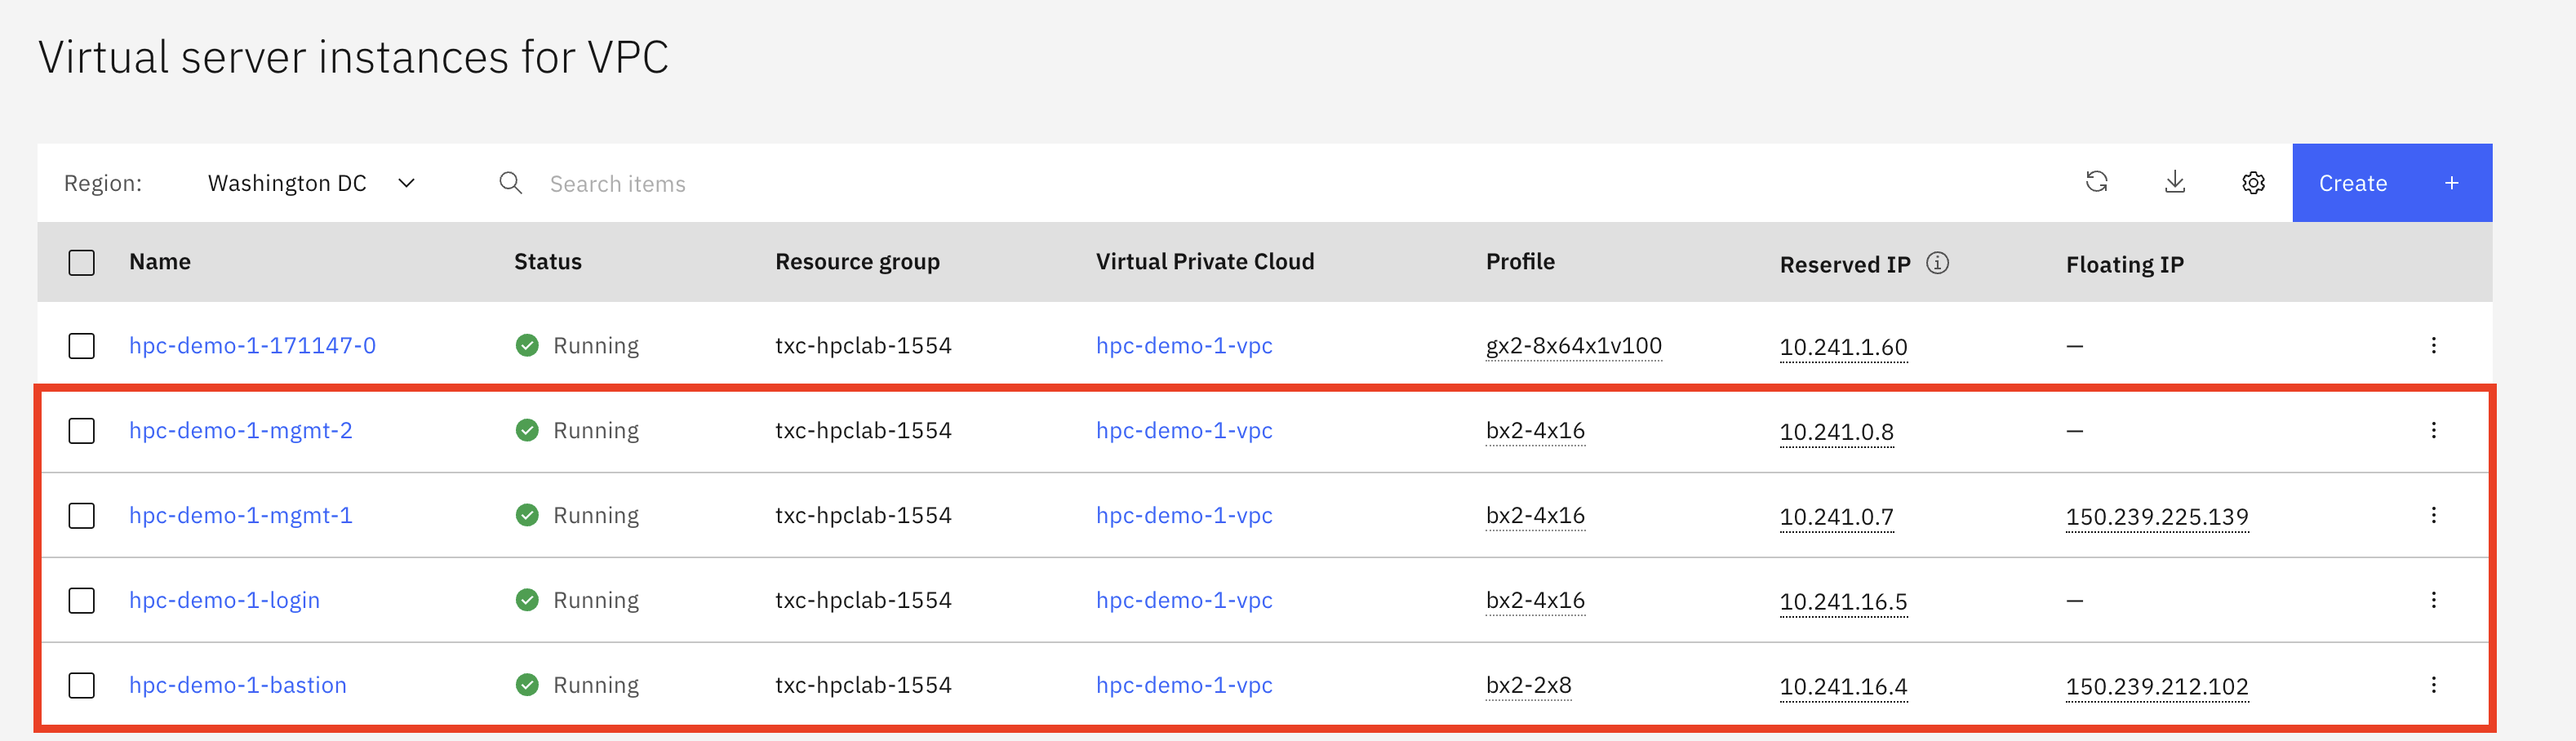 Virtual server instances for VPC
Region: Washington DC Search items Create +
Name Status Resource group Virtual Private Cloud Profile Reserved IP Floating IP
hpc-demo-1-171147-0 Running txc-hpclab-1554 hpc-demo-1-vpc gx2-8x64x1v100 10.241.1.60 –
hpc-demo-1-mgmt-2 Running txc-hpclab-1554 hpc-demo-1-vpc bx2-4x16 10.241.0.8 –
hpc-demo-1-mgmt-1 Running txc-hpclab-1554 hpc-demo-1-vpc bx2-4x16 10.241.0.7 150.239.225.139
hpc-demo-1-login Running txc-hpclab-1554 hpc-demo-1-vpc bx2-4x16 10.241.16.5 –
hpc-demo-1-bastion Running txc-hpclab-1554 hpc-demo-1-vpc bx2-2x8 10.241.16.4 150.239.212.102